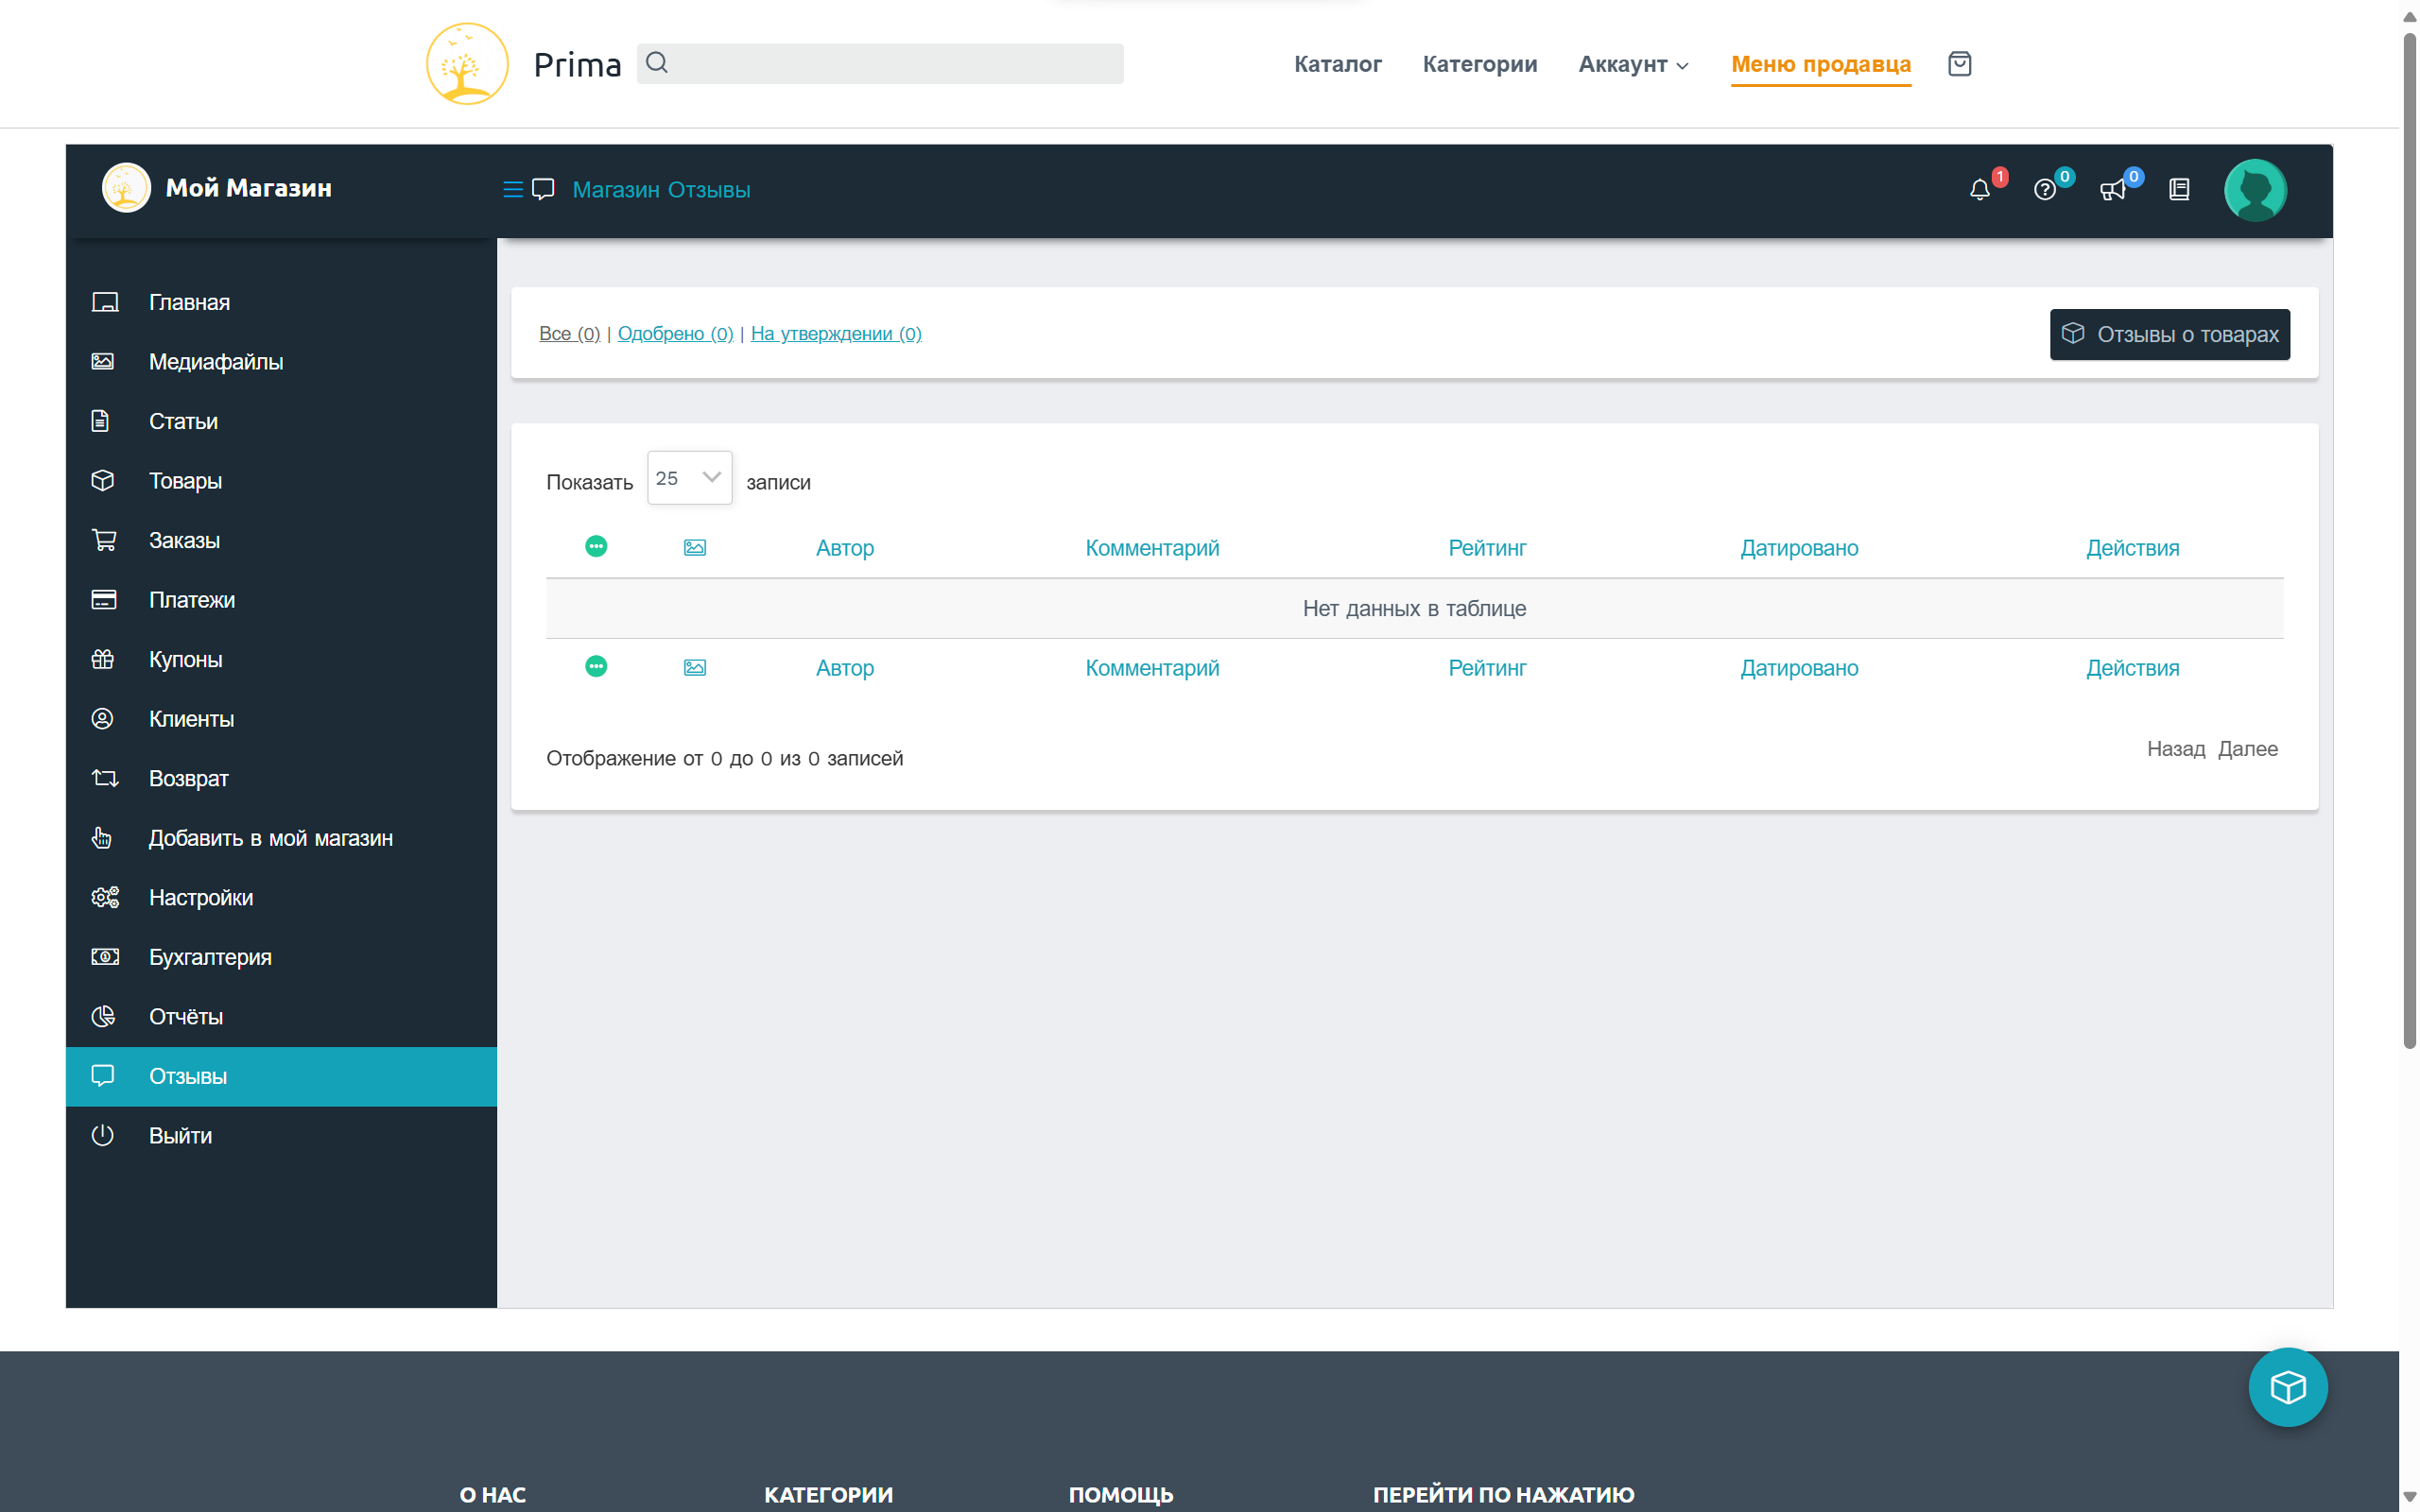 Prima
Каталог Категории Аккаунт Меню продавца
Мой Магазин
Магазин Отзывы
1 0 0
Главная
Медиафайлы
Статьи
Товары
Заказы
Платежи
Купоны
Клиенты
Возврат
Добавить в мой магазин
Настройки
Бухгалтерия
Отчёты
Отзывы
Выйти
Все (0) | Одобрено (0) | На утверждении (0)
Отзывы о товарах
Показать 25 записи
Автор Комментарий Рейтинг Датировано Действия
Нет данных в таблице
Автор Комментарий Рейтинг Датировано Действия
Отображение от 0 до 0 из 0 записей
Назад Далее
О НАС КАТЕГОРИИ ПОМОЩЬ ПЕРЕЙТИ ПО НАЖАТИЮ